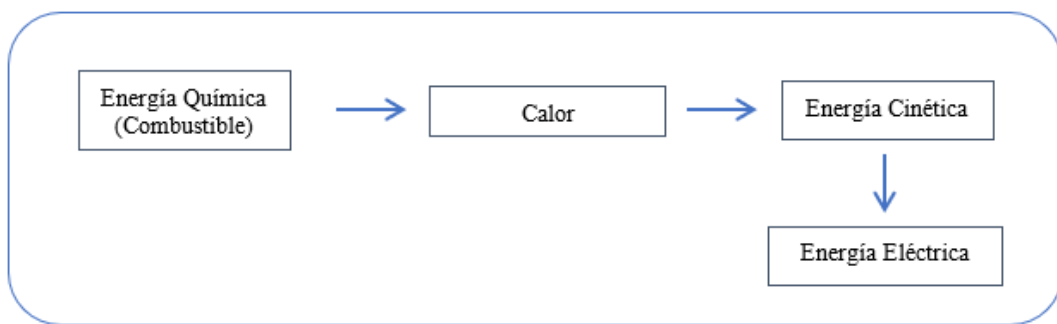 Energía Química
(Combustible)
Calor
Energía Cinética
Energía Eléctrica